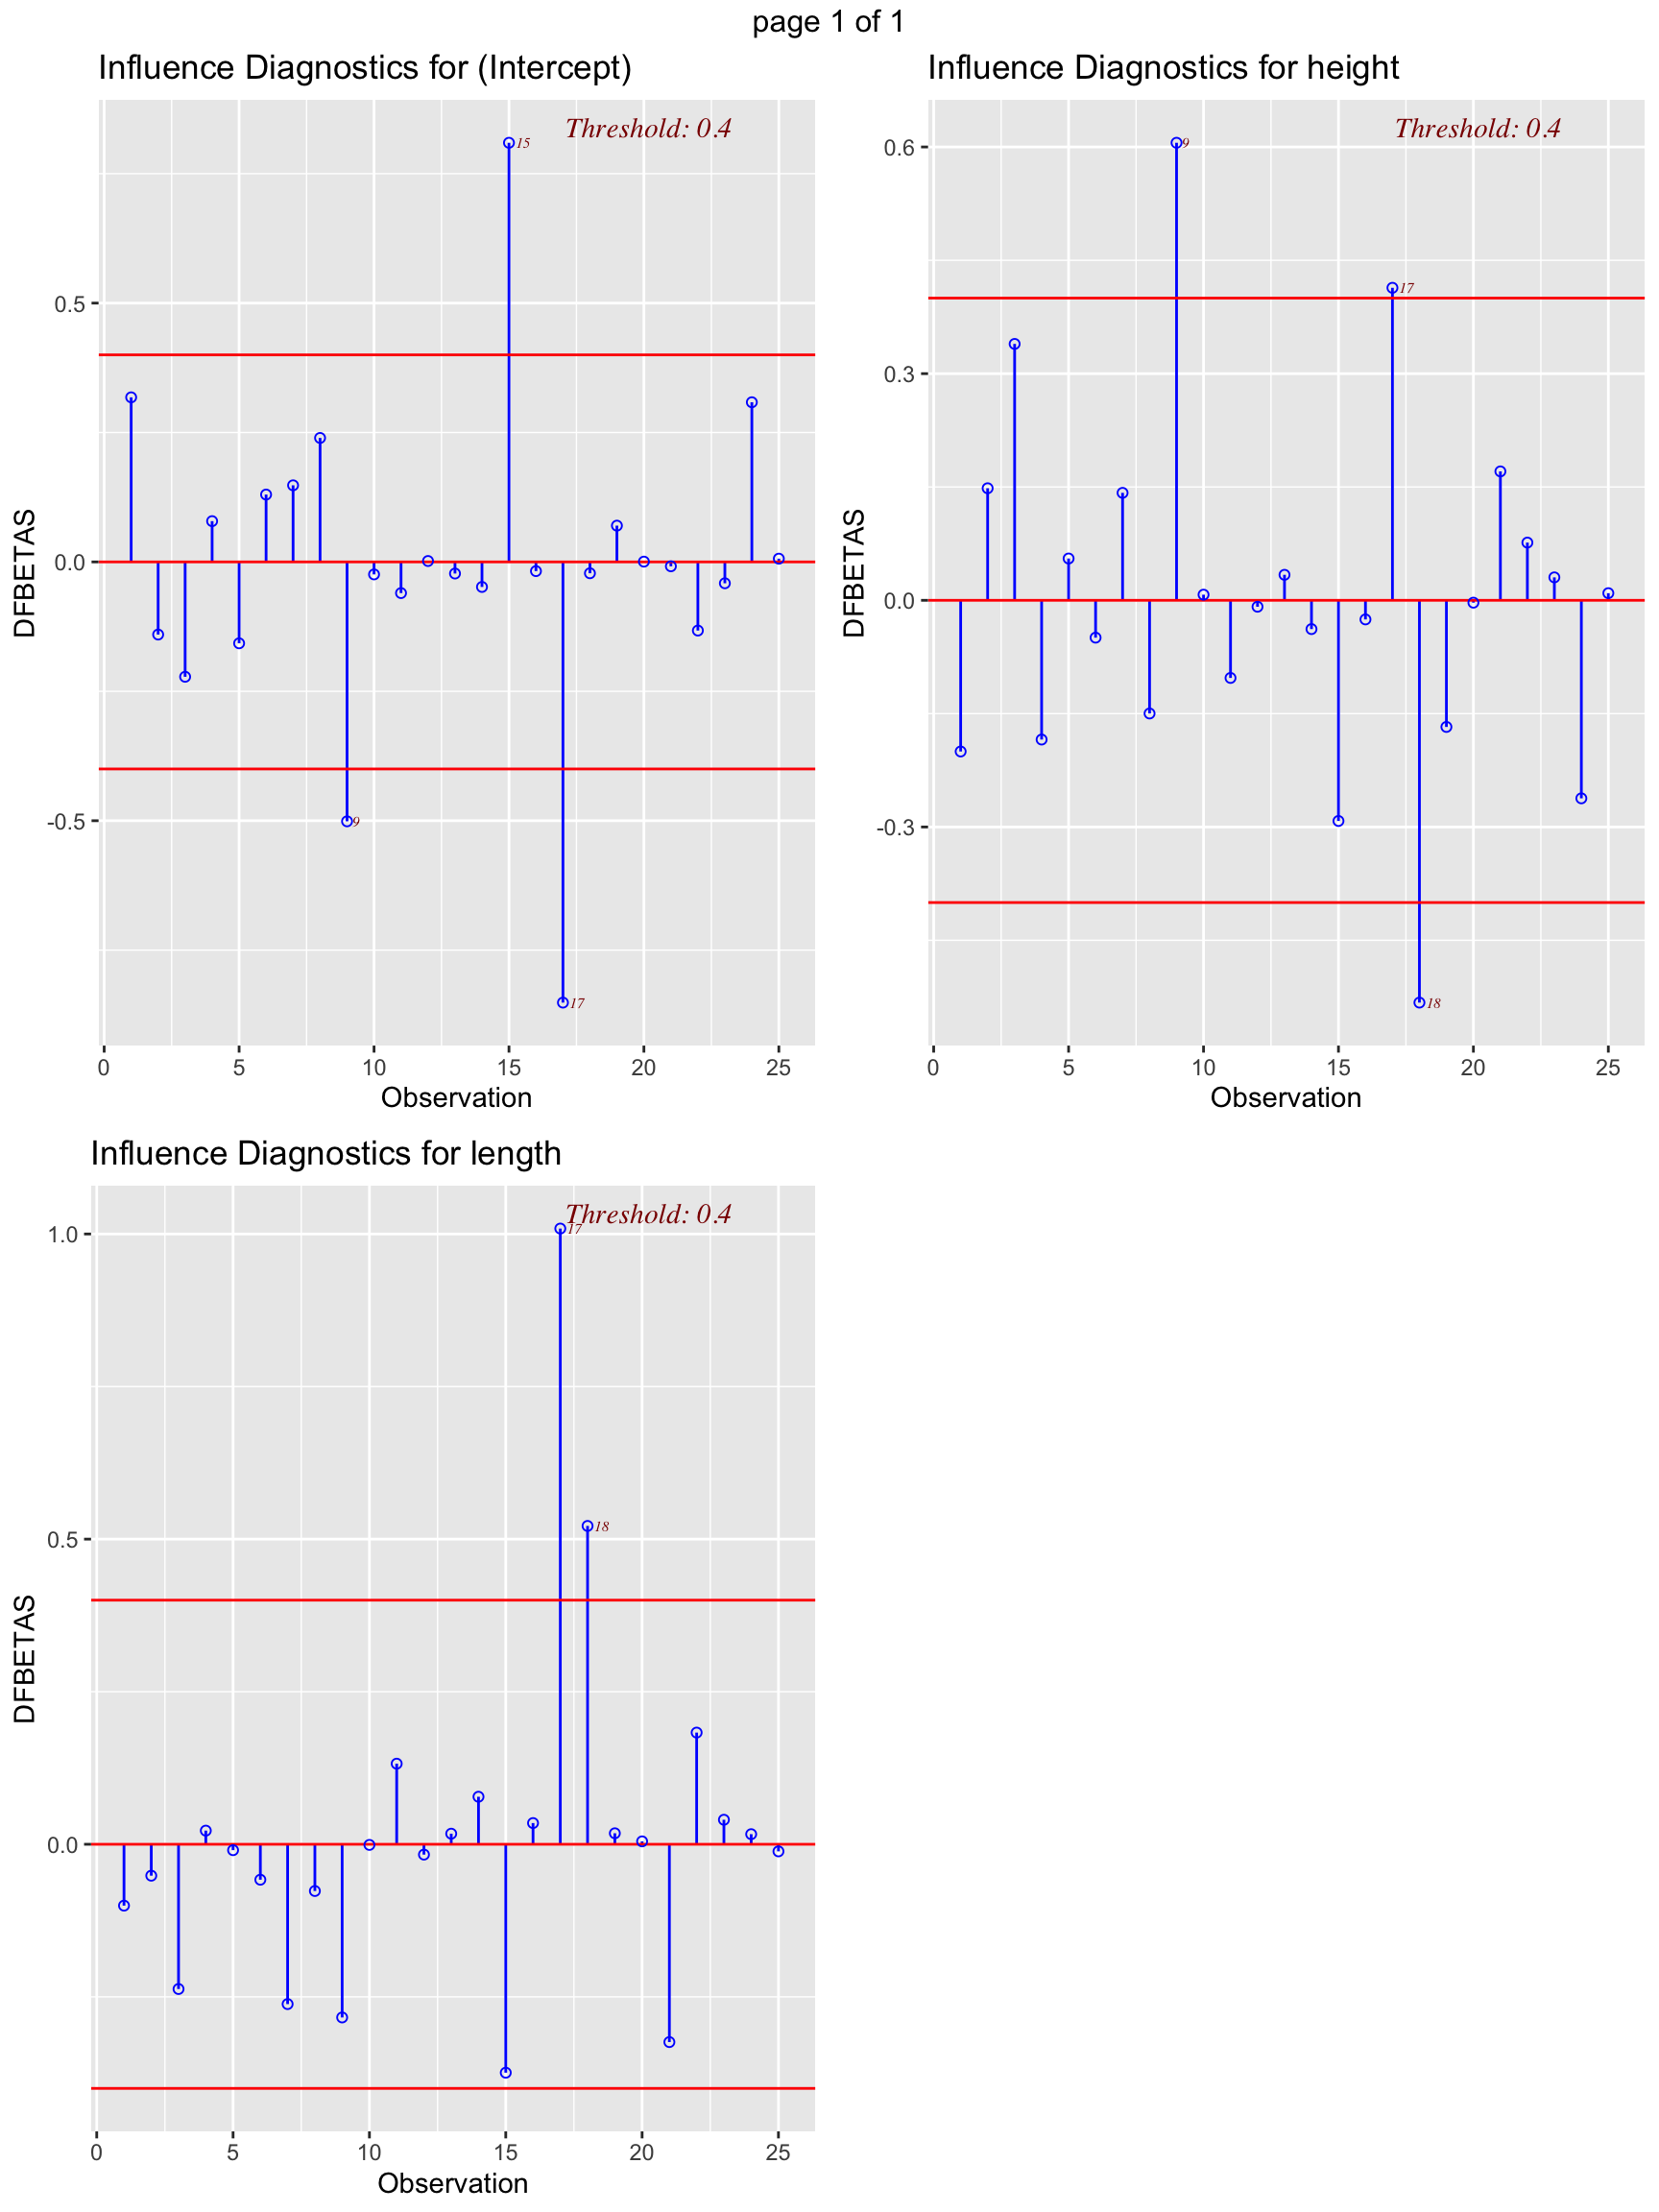 page 1 of 1
Influence Diagnostics for (Intercept)
Threshold: 0.4
15
0.5
0.0
-0.5
9
17
DFBETAS
0 5 10 15 20 25
Observation
Influence Diagnostics for height
Threshold: 0.4
0.6
9
17
0.3
0.0
-0.3
18
DFBETAS
0 5 10 15 20 25
Observation
Influence Diagnostics for length
Threshold: 0.4
17
1.0
18
0.5
0.0
DFBETAS
0 5 10 15 20 25
Observation